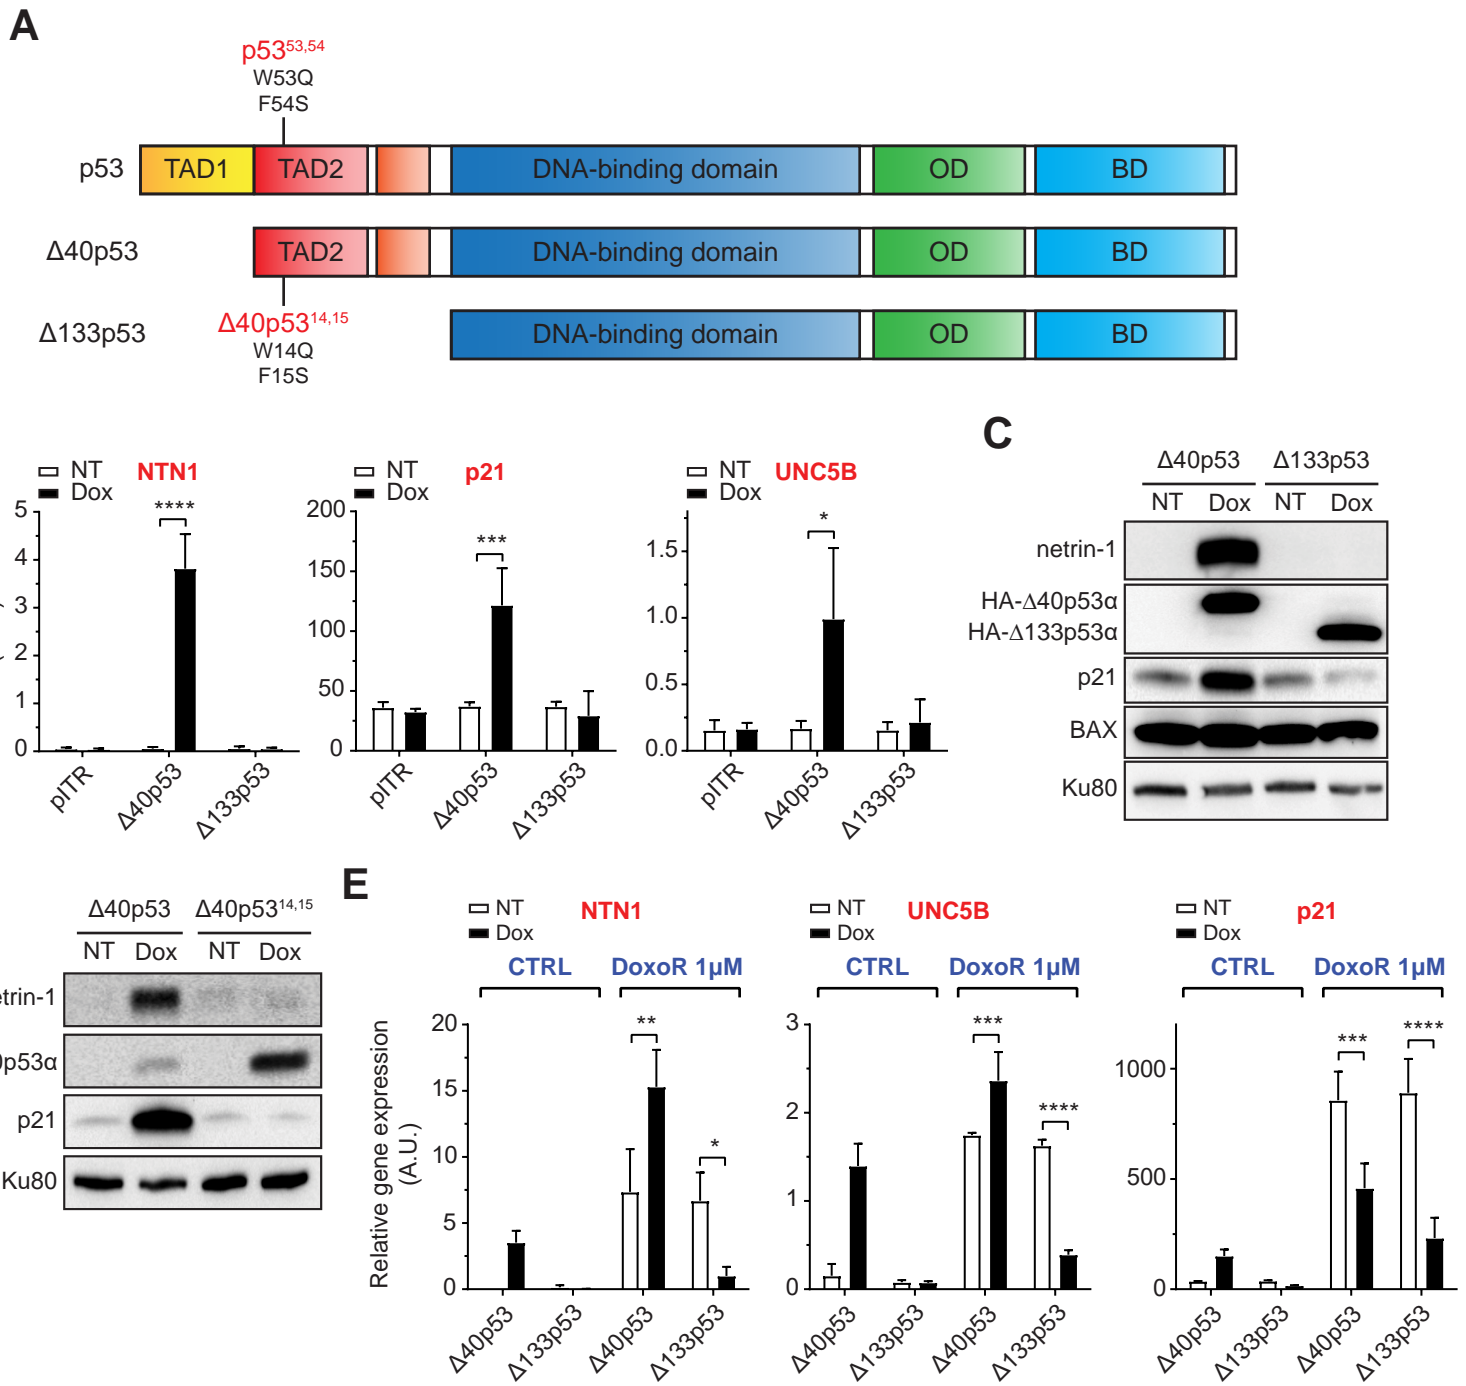 A
p53⁵³,⁵⁴
W53Q
F54S
p53 TAD1 TAD2 DNA-binding domain OD BD
Δ40p53 TAD2 DNA-binding domain OD BD
Δ40p53¹⁴,¹⁵
W14Q
F15S
Δ133p53 DNA-binding domain OD BD
NT
Dox
NTN1
****
5
4
3
2
1
0
pITR
Δ40p53
Δ133p53
NT
Dox
p21
***
200
150
100
50
0
pITR
Δ40p53
Δ133p53
NT
Dox
UNC5B
*
1.5
1.0
0.5
0.0
pITR
Δ40p53
Δ133p53
C
Δ40p53 Δ133p53
NT Dox NT Dox
netrin-1
HA-Δ40p53α
HA-Δ133p53α
p21
BAX
Ku80
Δ40p53 Δ40p53¹⁴,¹⁵
NT Dox NT Dox
etrin-1
p53α
p21
Ku80
E
NT
Dox
NTN1
CTRL DoxoR 1µM
Relative gene expression
(A.U.)
20
15
10
5
0
**
*
Δ40p53
Δ133p53
Δ40p53
Δ133p53
NT
Dox
UNC5B
CTRL DoxoR 1µM
3
2
1
0
***
****
Δ40p53
Δ133p53
Δ40p53
Δ133p53
NT
Dox
p21
CTRL DoxoR 1µM
1000
500
0
***
****
Δ40p53
Δ133p53
Δ40p53
Δ133p53